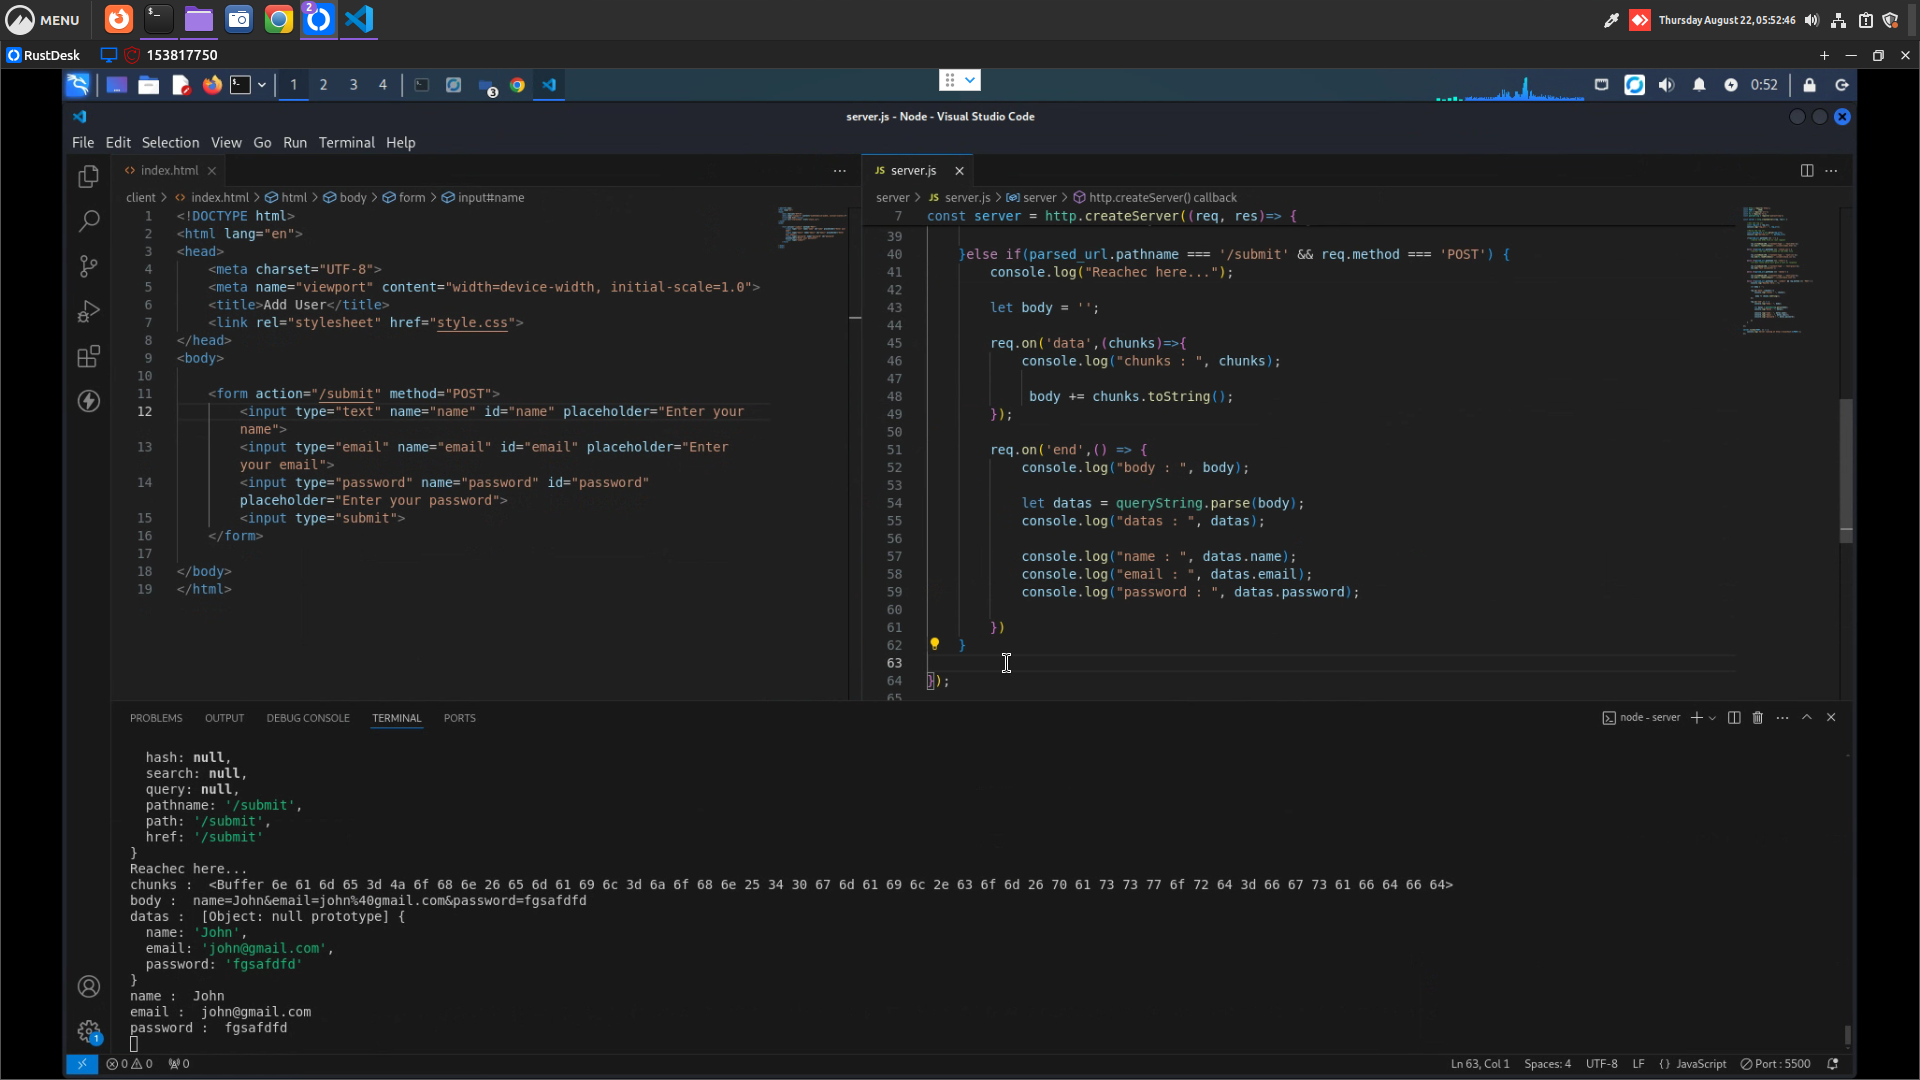 MENU
2
Thursday August 22, 05:52:46
RustDesk
153817750
1 2 3 4
3
0:52
server.js - Node - Visual Studio Code
File Edit Selection View Go Run Terminal Help
index.html
client > index.html > html > body > form > input#name
1 <!DOCTYPE html>
2 <html lang="en">
3 <head>
4 <meta charset="UTF-8">
5 <meta name="viewport" content="width=device-width, initial-scale=1.0">
6 <title>Add User</title>
7 <link rel="stylesheet" href="style.css">
8 </head>
9 <body>
10
11 <form action="/submit" method="POST">
12 <input type="text" name="name" id="name" placeholder="Enter your
name">
13 <input type="email" name="email" id="email" placeholder="Enter
your email">
14 <input type="password" name="password" id="password"
placeholder="Enter your password">
15 <input type="submit">
16 </form>
17
18 </body>
19 </html>
JS server.js
server > JS server.js > server > http.createServer() callback
7 const server = http.createServer((req, res)=> {
39
40 }else if(parsed_url.pathname === '/submit' && req.method === 'POST') {
41 console.log("Reachec here...");
42
43 let body = '';
44
45 req.on('data',(chunks)=>{
46 console.log("chunks : ", chunks);
47
48 body += chunks.toString();
49 });
50
51 req.on('end',() => {
52 console.log("body : ", body);
53
54 let datas = queryString.parse(body);
55 console.log("datas : ", datas);
56
57 console.log("name : ", datas.name);
58 console.log("email : ", datas.email);
59 console.log("password : ", datas.password);
60
61 })
62 }
63
64 });
65
PROBLEMS OUTPUT DEBUG CONSOLE TERMINAL PORTS
node - server
hash: null,
search: null,
query: null,
pathname: '/submit',
path: '/submit',
href: '/submit'
}
Reachec here...
chunks : <Buffer 6e 61 6d 65 3d 4a 6f 68 6e 26 65 6d 61 69 6c 3d 6a 6f 68 6e 25 34 30 67 6d 61 69 6c 2e 63 6f 6d 26 70 61 73 73 77 6f 72 64 3d 66 67 73 61 66 64 66 64>
body : name=John&email=john%40gmail.com&password=fgsafdfd
datas : [Object: null prototype] {
name: 'John',
email: 'john@gmail.com',
password: 'fgsafdfd'
}
name : John
email : john@gmail.com
password : fgsafdfd
1
0 0 0
Ln 63, Col 1 Spaces: 4 UTF-8 LF {} JavaScript Port : 5500